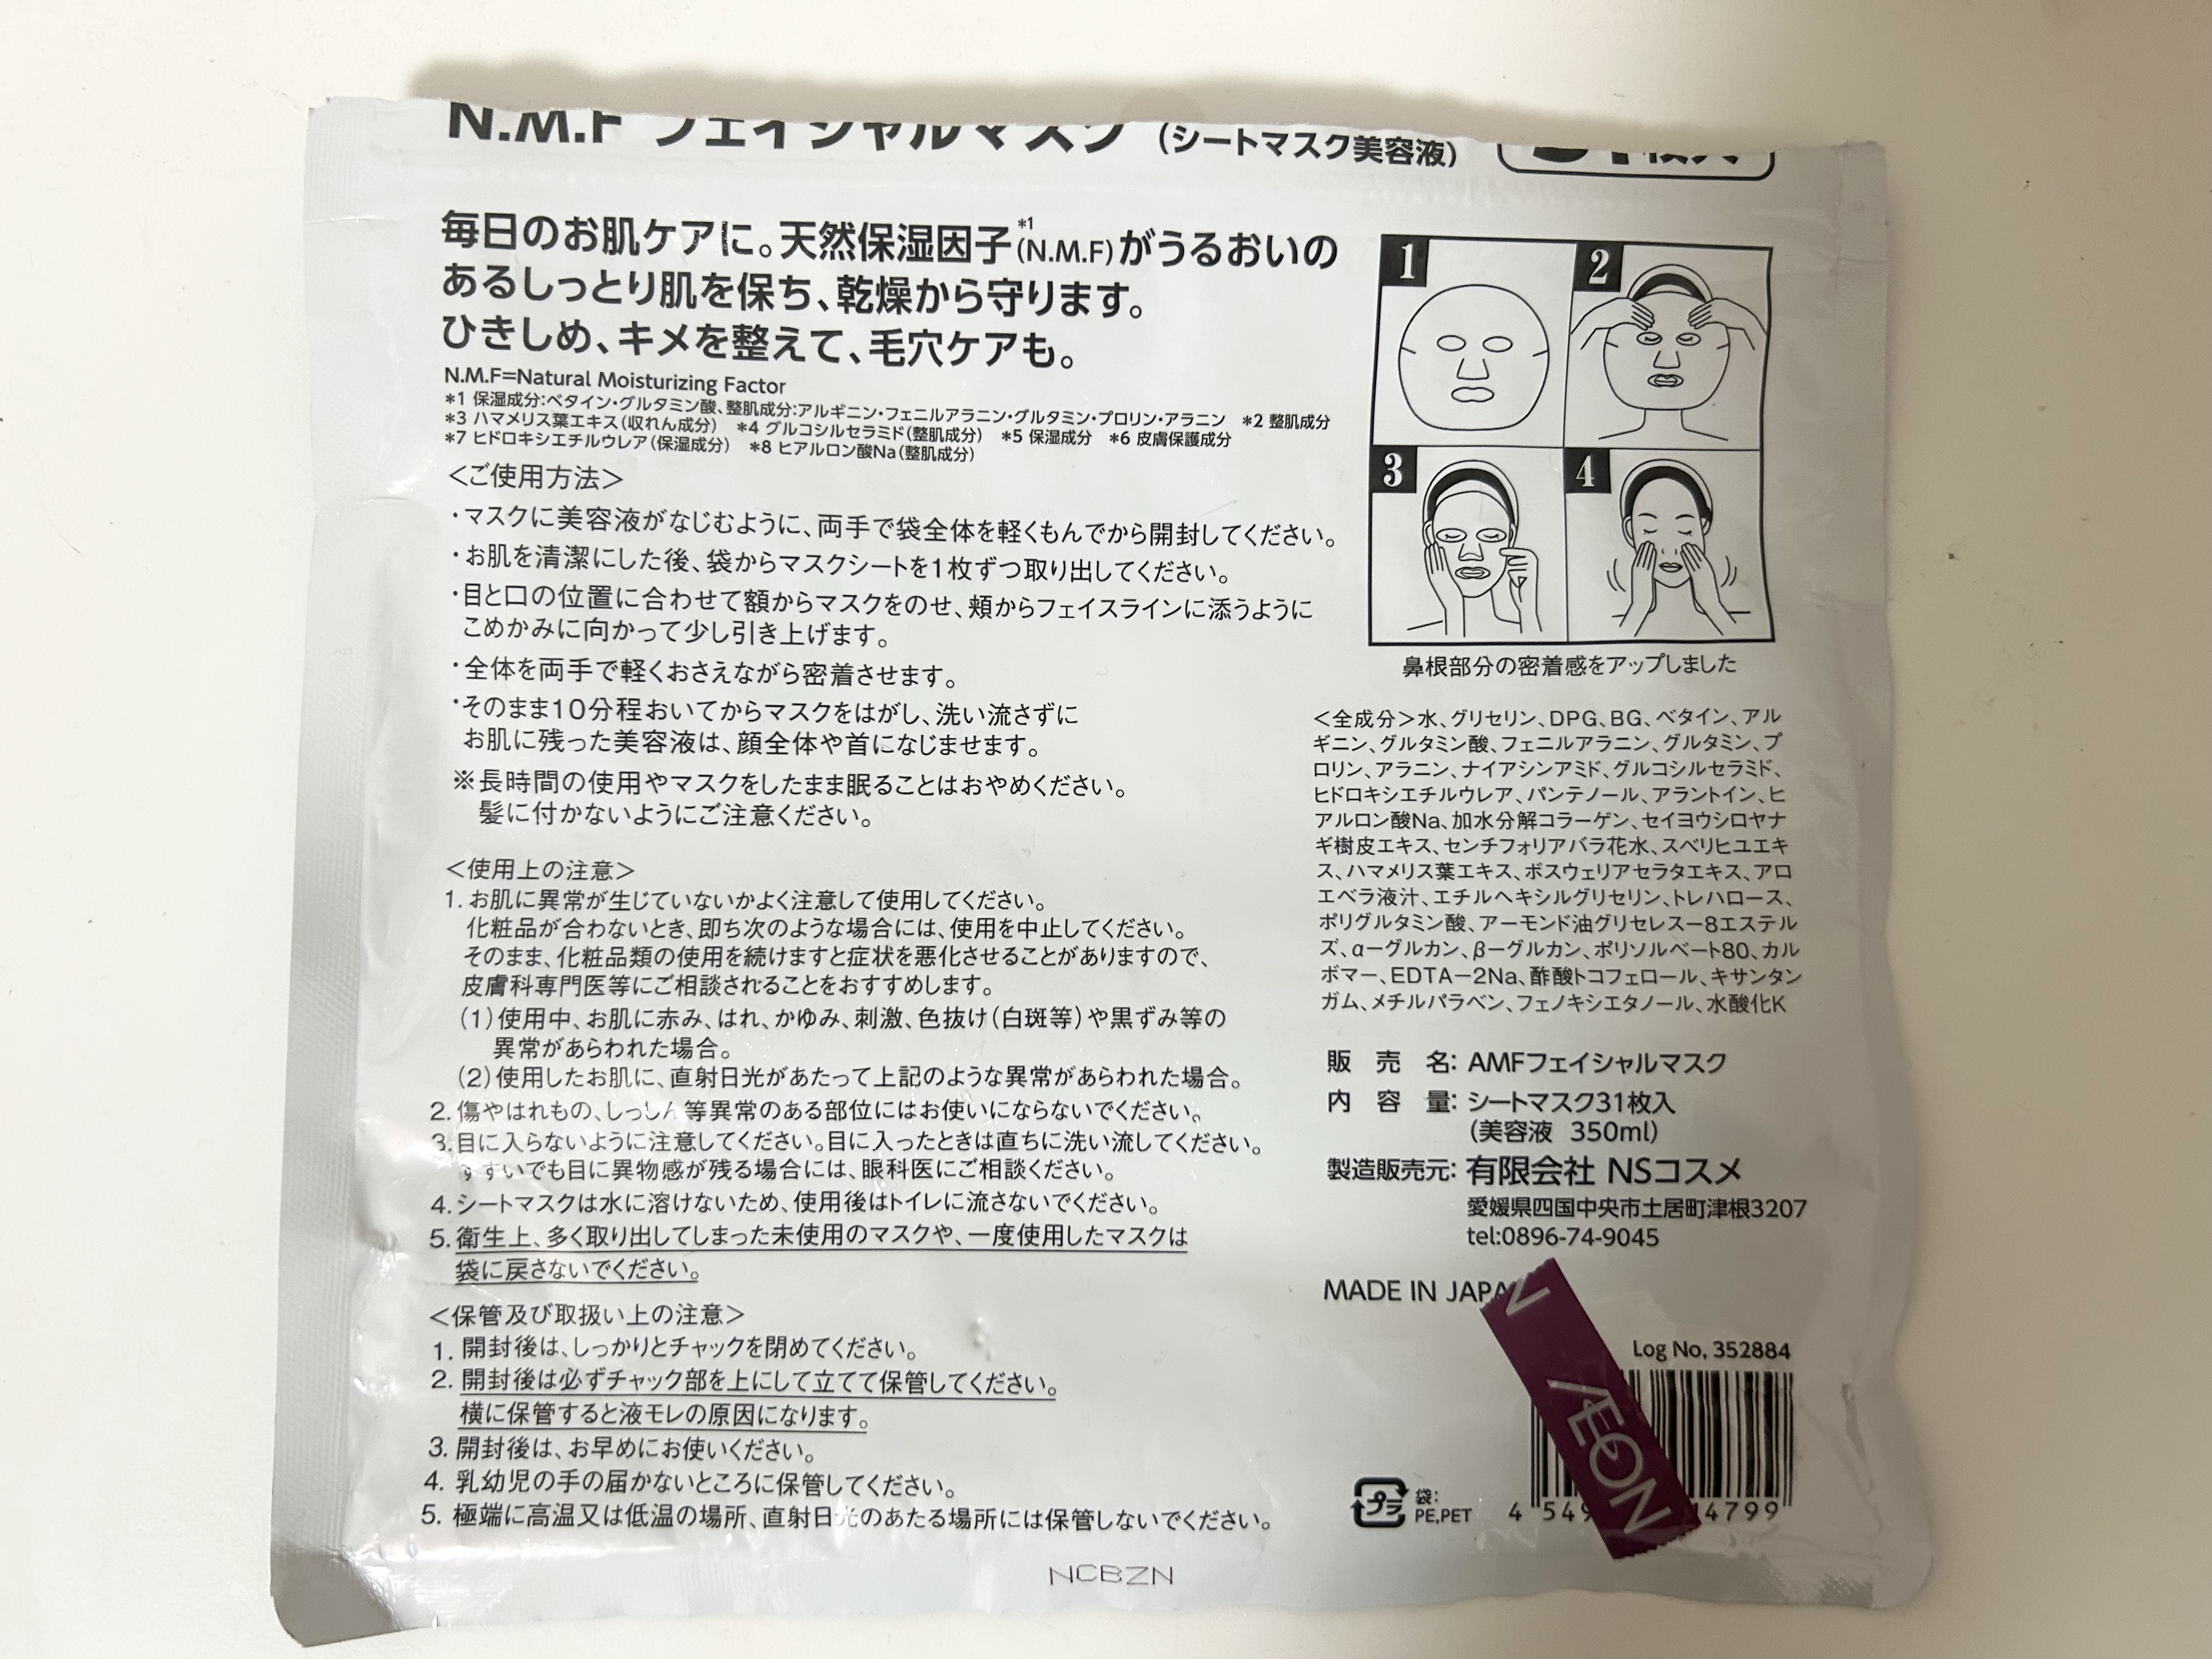 N.M.F フェイシャルマスク (シートマスク美容液)
毎日のお肌ケアに。天然保湿因子*1(N.M.F)がうるおいの
あるしっとり肌を保ち、乾燥から守ります。
ひきしめ、キメを整えて、毛穴ケアも。
N.M.F=Natural Moisturizing Factor
*1 保湿成分:ベタイン・グルタミン酸、整肌成分:アルギニン・フェニルアラニン・グルタミン・プロリン・アラニン *2 整肌成分
*3 ハマメリス葉エキス(収れん成分) *4 グルコシルセラミド(整肌成分) *5 保湿成分 *6 皮膚保護成分
*7 ヒドロキシエチルウレア(保湿成分) *8 ヒアルロン酸Na(整肌成分)
<ご使用方法>
・マスクに美容液がなじむように、両手で袋全体を軽くもんでから開封してください。
・お肌を清潔にした後、袋からマスクシートを1枚ずつ取り出してください。
・目と口の位置に合わせて額からマスクをのせ、頬からフェイスラインに添うように
こめかみに向かって少し引き上げます。
・全体を両手で軽くおさえながら密着させます。
・そのまま10分程おいてからマスクをはがし、洗い流さずに
お肌に残った美容液は、顔全体や首になじませます。
※長時間の使用やマスクをしたまま眠ることはおやめください。
髪に付かないようにご注意ください。
<使用上の注意>
1. お肌に異常が生じていないかよく注意して使用してください。
化粧品が合わないとき、即ち次のような場合には、使用を中止してください。
そのまま、化粧品類の使用を続けますと症状を悪化させることがありますので、
皮膚科専門医等にご相談されることをおすすめします。
(1)使用中、お肌に赤み、はれ、かゆみ、刺激、色抜け(白斑等)や黒ずみ等の
異常があらわれた場合。
(2)使用したお肌に、直射日光があたって上記のような異常があらわれた場合。
2. 傷やはれもの、しっしん等異常のある部位にはお使いにならないでください。
3. 目に入らないように注意してください。目に入ったときは直ちに洗い流してください。
すすいでも目に異物感が残る場合には、眼科医にご相談ください。
4. シートマスクは水に溶けないため、使用後はトイレに流さないでください。
5. 衛生上、多く取り出してしまった未使用のマスクや、一度使用したマスクは
袋に戻さないでください。
<保管及び取扱い上の注意>
1. 開封後は、しっかりとチャックを閉めてください。
2. 開封後は必ずチャック部を上にして立てて保管してください。
横に保管すると液モレの原因になります。
3. 開封後は、お早めにお使いください。
4. 乳幼児の手の届かないところに保管してください。
5. 極端に高温又は低温の場所、直射日光のあたる場所には保管しないでください。
NCBZN
1
2
3
4
鼻根部分の密着感をアップしました
<全成分>水、グリセリン、DPG、BG、ベタイン、アル
ギニン、グルタミン酸、フェニルアラニン、グルタミン、プ
ロリン、アラニン、ナイアシンアミド、グルコシルセラミド、
ヒドロキシエチルウレア、パンテノール、アラントイン、ヒ
アルロン酸Na、加水分解コラーゲン、セイヨウシロヤナ
ギ樹皮エキス、センチフォリアバラ花水、スベリヒユエキ
ス、ハマメリス葉エキス、ボスウェリアセラタエキス、アロ
エベラ液汁、エチルヘキシルグリセリン、トレハロース、
ポリグルタミン酸、アーモンド油グリセレスー8エステル
ズ、αーグルカン、βーグルカン、ポリソルベート80、カル
ボマー、EDTAー2Na、酢酸トコフェロール、キサンタン
ガム、メチルパラベン、フェノキシエタノール、水酸化K
販売名: AMFフェイシャルマスク
内容量: シートマスク31枚入
(美容液 350ml)
製造販売元: 有限会社 NSコスメ
愛媛県四国中央市土居町津根3207
tel:0896-74-9045
MADE IN JAPA
N
ÆON
Log No, 352884
プラ
袋:
PE,PET
4 549 14799